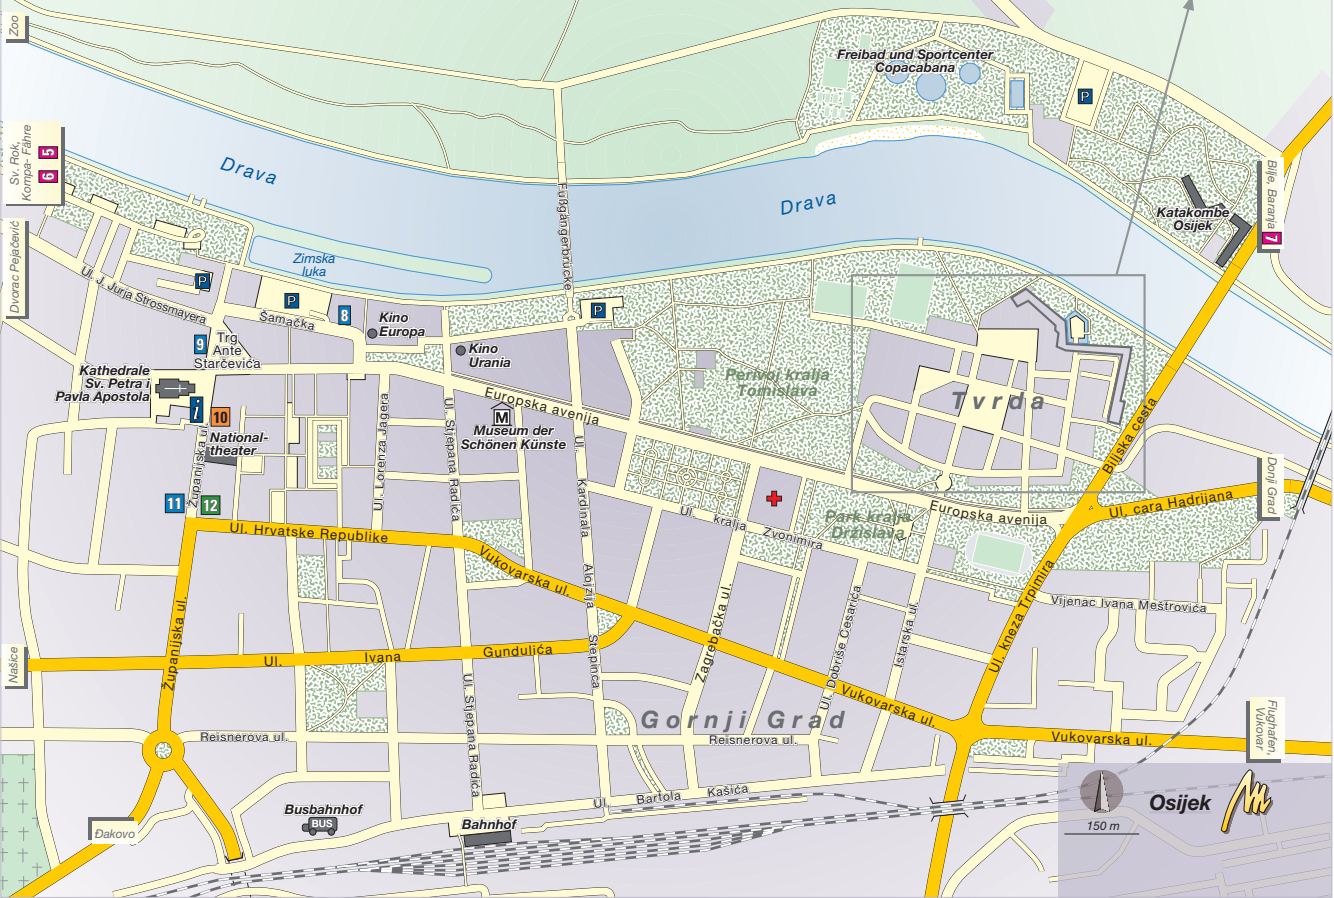 Zoo
Freibad und Sportcenter
Copacabana
P
Sv. Rok,
Kompa- Fähre
5
6
Drava
Drava
Fußgängerbrücke
Katakombe
Osijek
Bilje, Baranja
7
Dvorac Pejačević
Zimska
luka
Ul. J. Jurja Strossmayera
P
P
P
8
Šamačka
Kino
Europa
9
Trg
Ante
Starčevića
Kino
Urania
Kathedrale
Sv. Petra i
Pavla Apostola
Perivoj kralja
Tomislava
Tvrda
i
10
National-
theater
Europska avenija
M
Museum der
Schönen Künste
Ul. Lorenza Jägera
Ul. Stjepana Radića
Ul. Kardinala Alojzija Stepinca
Biljska cesta
Županijska ul.
11
12
Ul. kralja Zvonimira
Park kralja
Držislava
Europska avenija
Ul. cara Hadrijana
Donji Grad
Ul. Hrvatske Republike
Vukovarska ul.
Županijska ul.
Zagrebačka ul.
Ul. Dobriše Cesarića
Istarska ul.
Ul. kneza Trpimira
Vijenac Ivana Meštrovića
Našice
Ul. Ivana Gundulića
Ul. Stjepana Radića
Vukovarska ul.
Gornji Grad
Reisnerova ul.
Reisnerova ul.
Vukovarska ul.
Flughafen,
Vukovar
Ul. Bartola Kašića
Busbahnhof
BUS
Bahnhof
Đakovo
Osijek
150 m